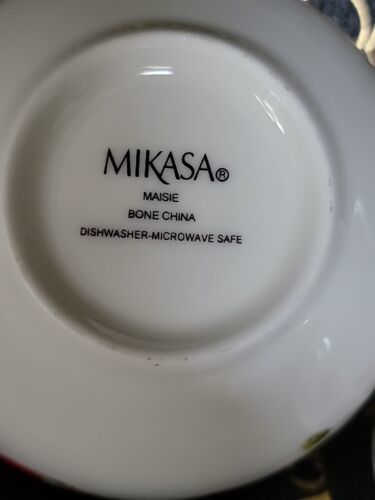 MIKASA®
MAISIE
BONE CHINA
DISHWASHER-MICROWAVE SAFE